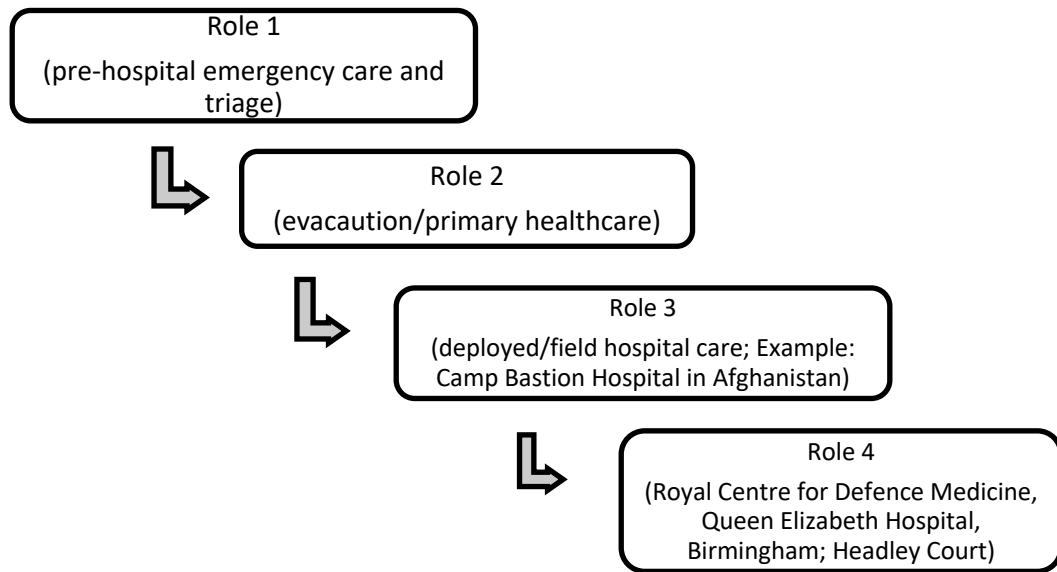 Role 1
(pre-hospital emergency care and
triage)
Role 2
(evacaution/primary healthcare)
Role 3
(deployed/field hospital care; Example:
Camp Bastion Hospital in Afghanistan)
Role 4
(Royal Centre for Defence Medicine,
Queen Elizabeth Hospital,
Birmingham; Headley Court)